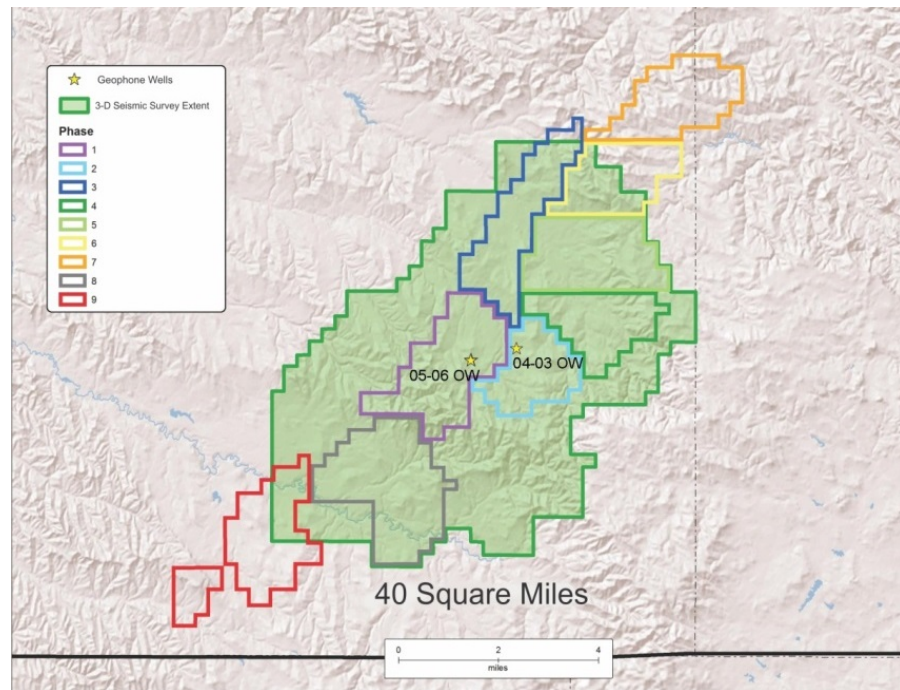 Geophone Wells
3-D Seismic Survey Extent
Phase
1
2
3
4
5
6
7
8
9
05-06 OW
04-03 OW
40 Square Miles
0 2 4
miles